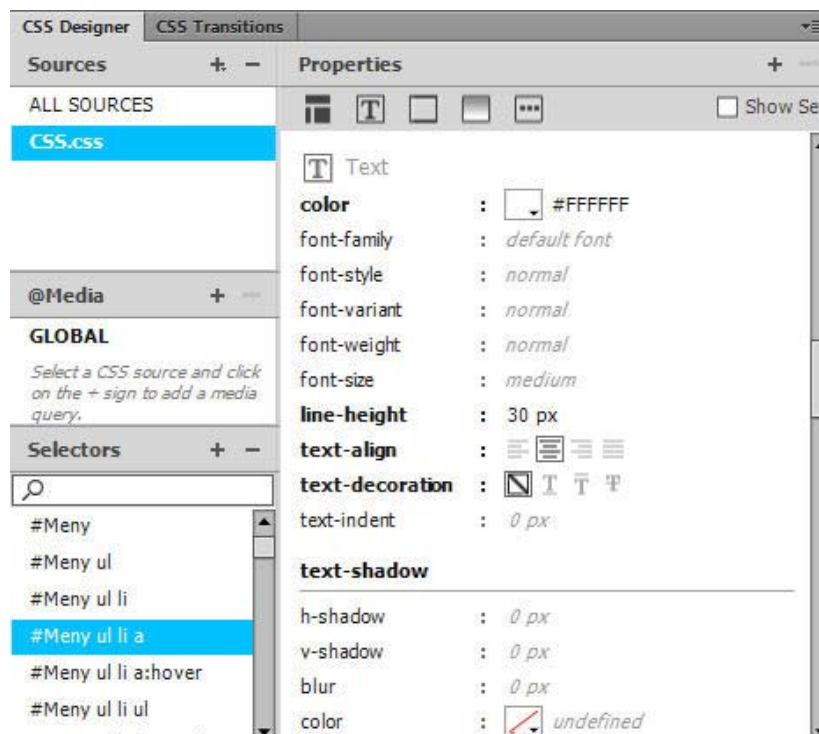 CSS Designer CSS Transitions
Sources
ALL SOURCES
CSS.css
@Media
GLOBAL
Select a CSS source and click
on the + sign to add a media
query.
Selectors
#Meny
#Meny ul
#Meny ul li
#Meny ul li a
#Meny ul li a:hover
#Meny ul li ul
Properties
Show Se
T Text
color : #FFFFFF
font-family : default font
font-style : normal
font-variant : normal
font-weight : normal
font-size : medium
line-height : 30 px
text-align :
text-decoration :
text-indent : 0 px
text-shadow
h-shadow : 0 px
v-shadow : 0 px
blur : 0 px
color : undefined